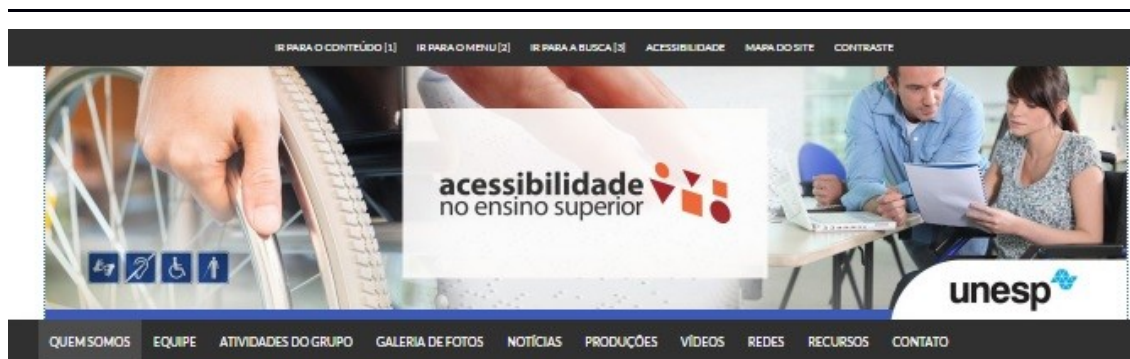 IR PARA O CONTEÚDO [1] IR PARA O MENU [2] IR PARA A BUSCA [3] ACESSIBILIDADE MAPA DO SITE CONTRASTE
acessibilidade
no ensino superior
unesp
QUEM SOMOS EQUIPE ATIVIDADES DO GRUPO GALERIA DE FOTOS NOTÍCIAS PRODUÇÕES VÍDEOS REDES RECURSOS CONTATO